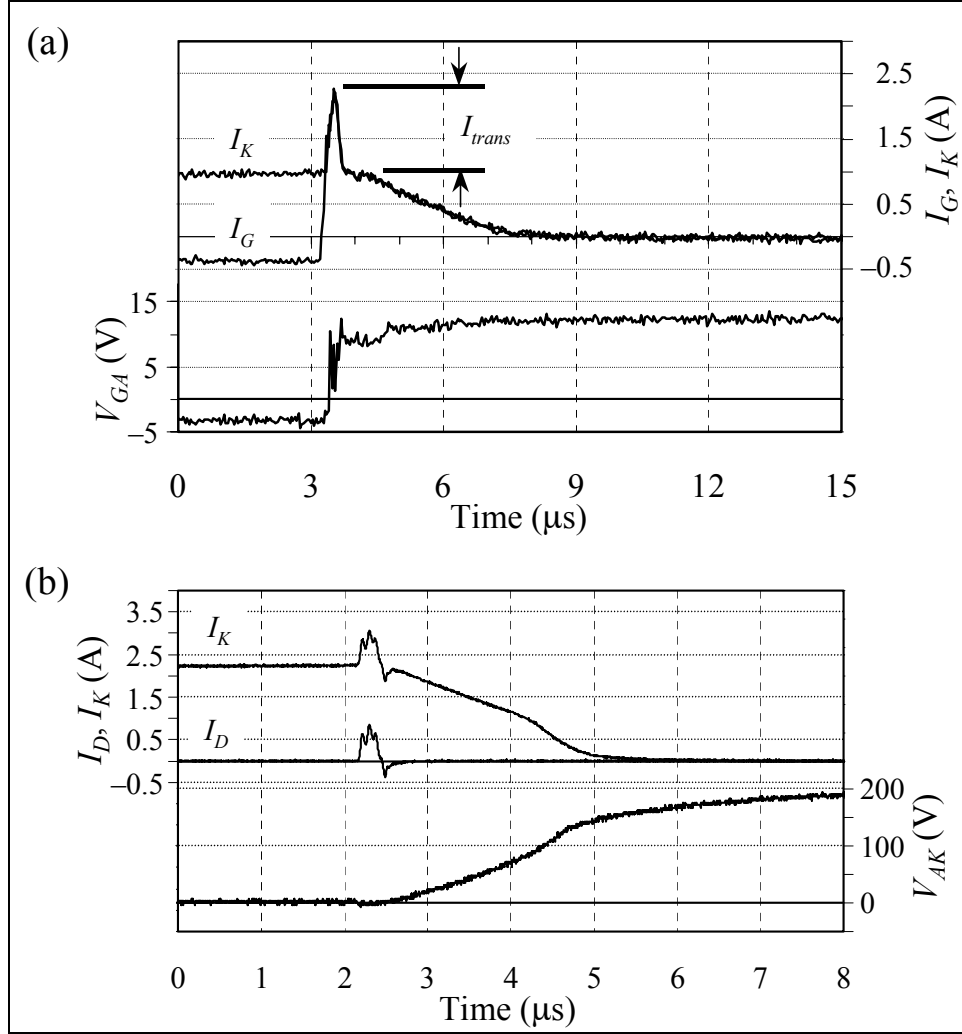 (a)
2.5
1.5
0.5
−0.5
I_G, I_K (A)
I_K
I_trans
I_G
15
5
−5
V_GA (V)
0 3 6 9 12 15
Time (μs)
(b)
3.5
2.5
1.5
0.5
−0.5
I_D, I_K (A)
I_K
I_D
200
100
0
V_AK (V)
0 1 2 3 4 5 6 7 8
Time (μs)